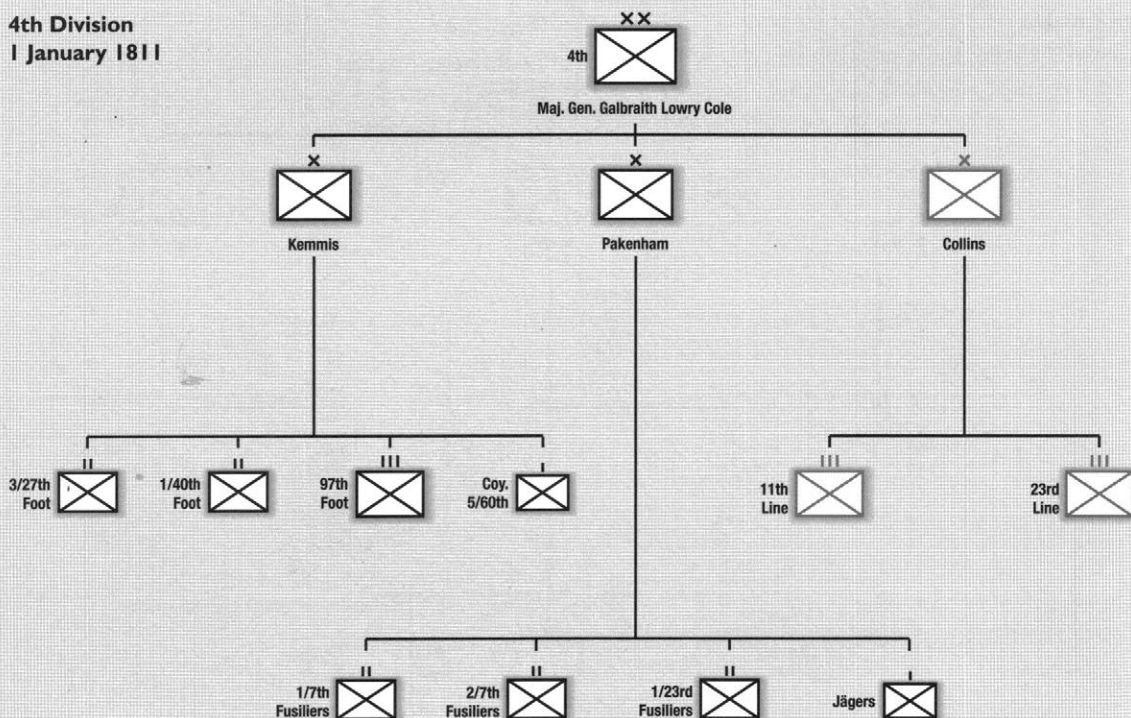 4th Division
1 January 1811
XX
4th
Maj. Gen. Galbraith Lowry Cole
X
X
X
Kemmis
Pakenham
Collins
II
II
III
I
III
III
3/27th
Foot
1/40th
Foot
97th
Foot
Coy.
5/60th
11th
Line
23rd
Line
II
II
II
I
1/7th
Fusiliers
2/7th
Fusiliers
1/23rd
Fusiliers
Jägers